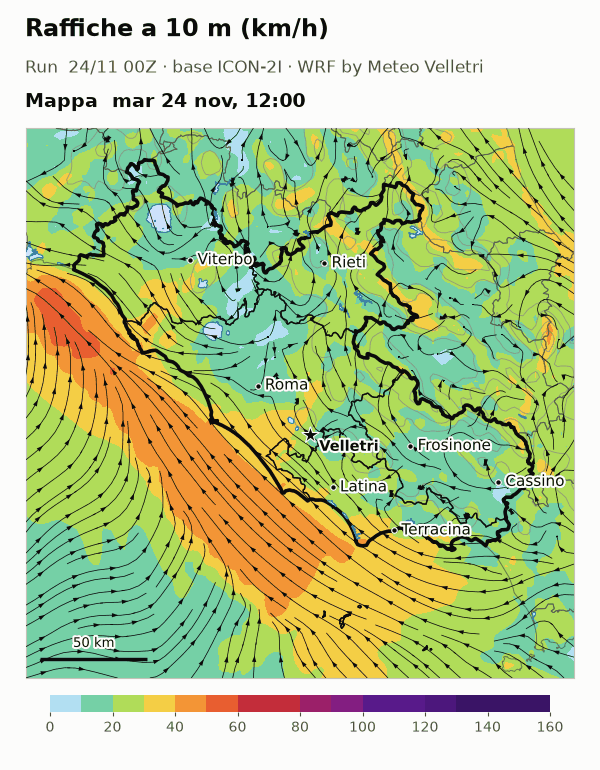 Raffiche a 10 m (km/h)
Run 24/11 00Z · base ICON-2I · WRF by Meteo Velletri
Mappa mar 24 nov, 12:00
Viterbo
Rieti
Roma
Velletri
Frosinone
Latina
Cassino
Terracina
50 km
0 20 40 60 80 100 120 140 160